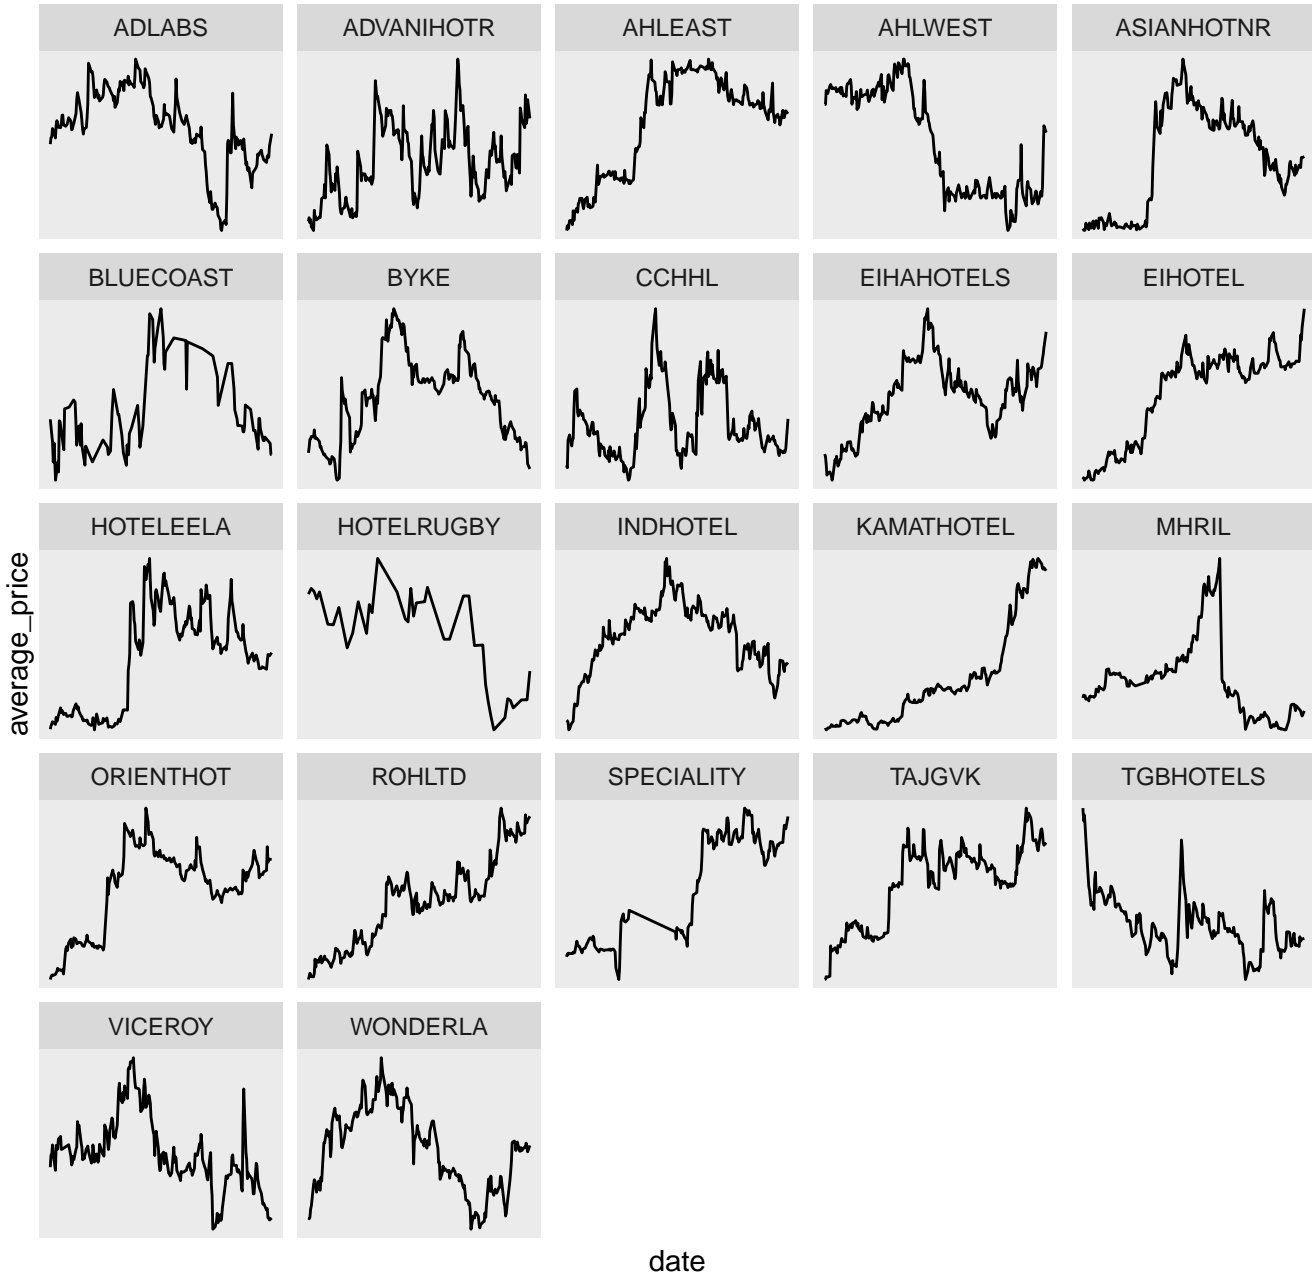 ADLABS
ADVANIHOTR
AHLEAST
AHLWEST
ASIANHOTNR
BLUECOAST
BYKE
CCHHL
EIHAHOTELS
EIHOTEL
HOTELEELA
HOTELRUGBY
INDHOTEL
KAMATHOTEL
MHRIL
ORIENTHOT
ROHLTD
SPECIALITY
TAJGVK
TGBHOTELS
VICEROY
WONDERLA
average_price
date